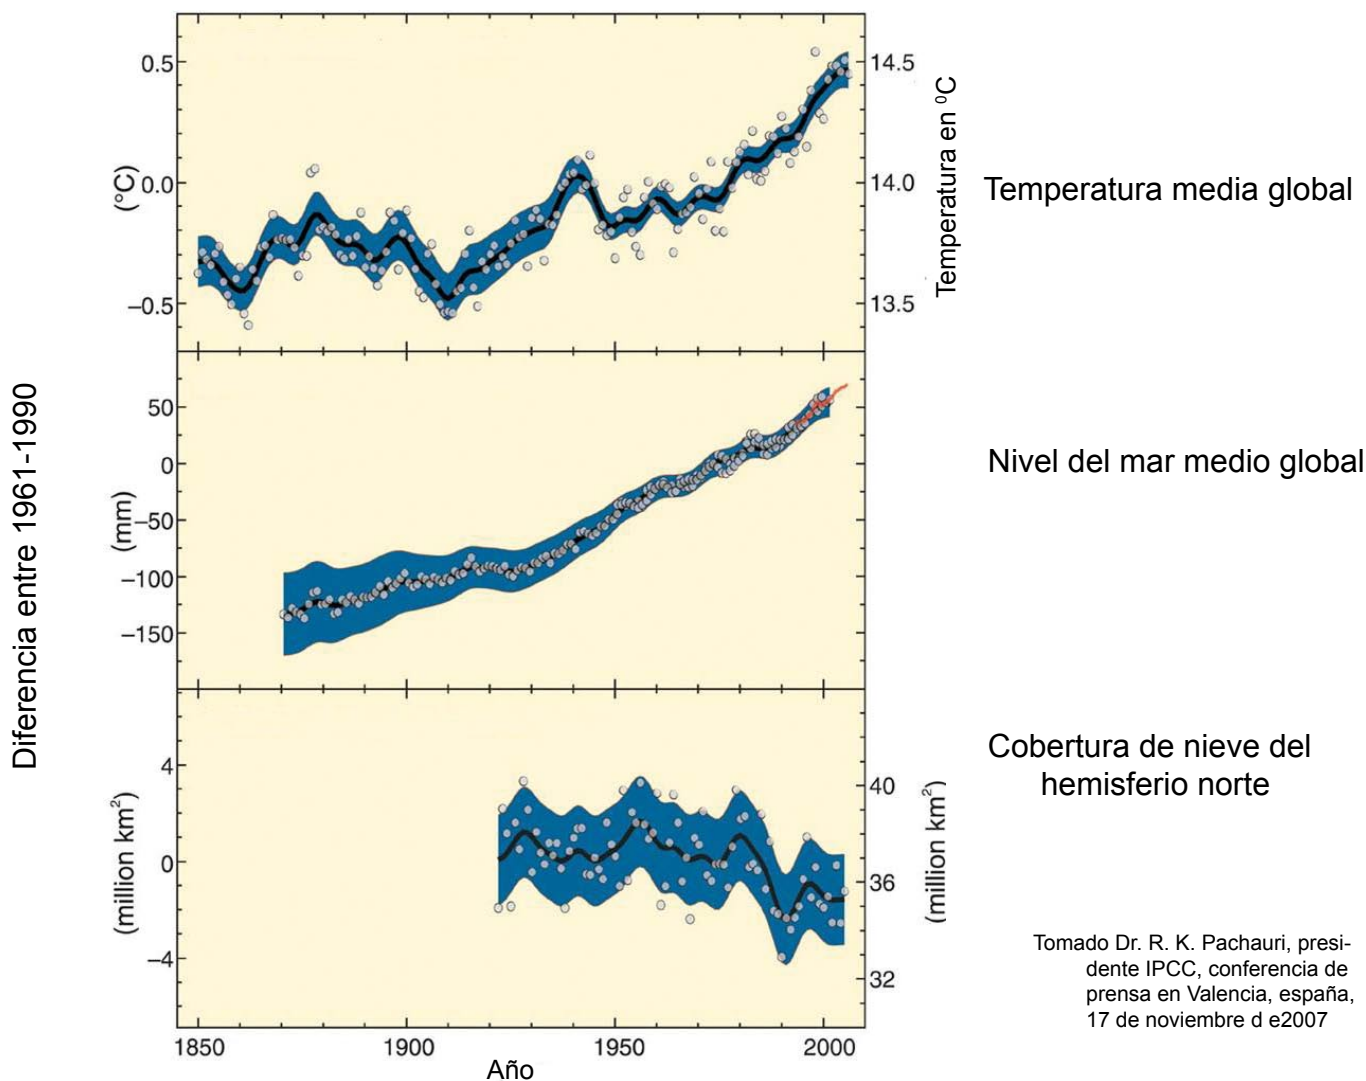 Diferencia entre 1961-1990
0.5
0.0
–0.5
(°C)
14.5
14.0
13.5
Temperatura en ⁰C
Temperatura media global
50
0
–50
–100
–150
(mm)
Nivel del mar medio global
4
0
–4
(million km²)
40
36
32
(million km²)
Cobertura de nieve del
hemisferio norte
Tomado Dr. R. K. Pachauri, presi-
dente IPCC, conferencia de
prensa en Valencia, españa,
17 de noviembre d e2007
1850 1900 1950 2000
Año